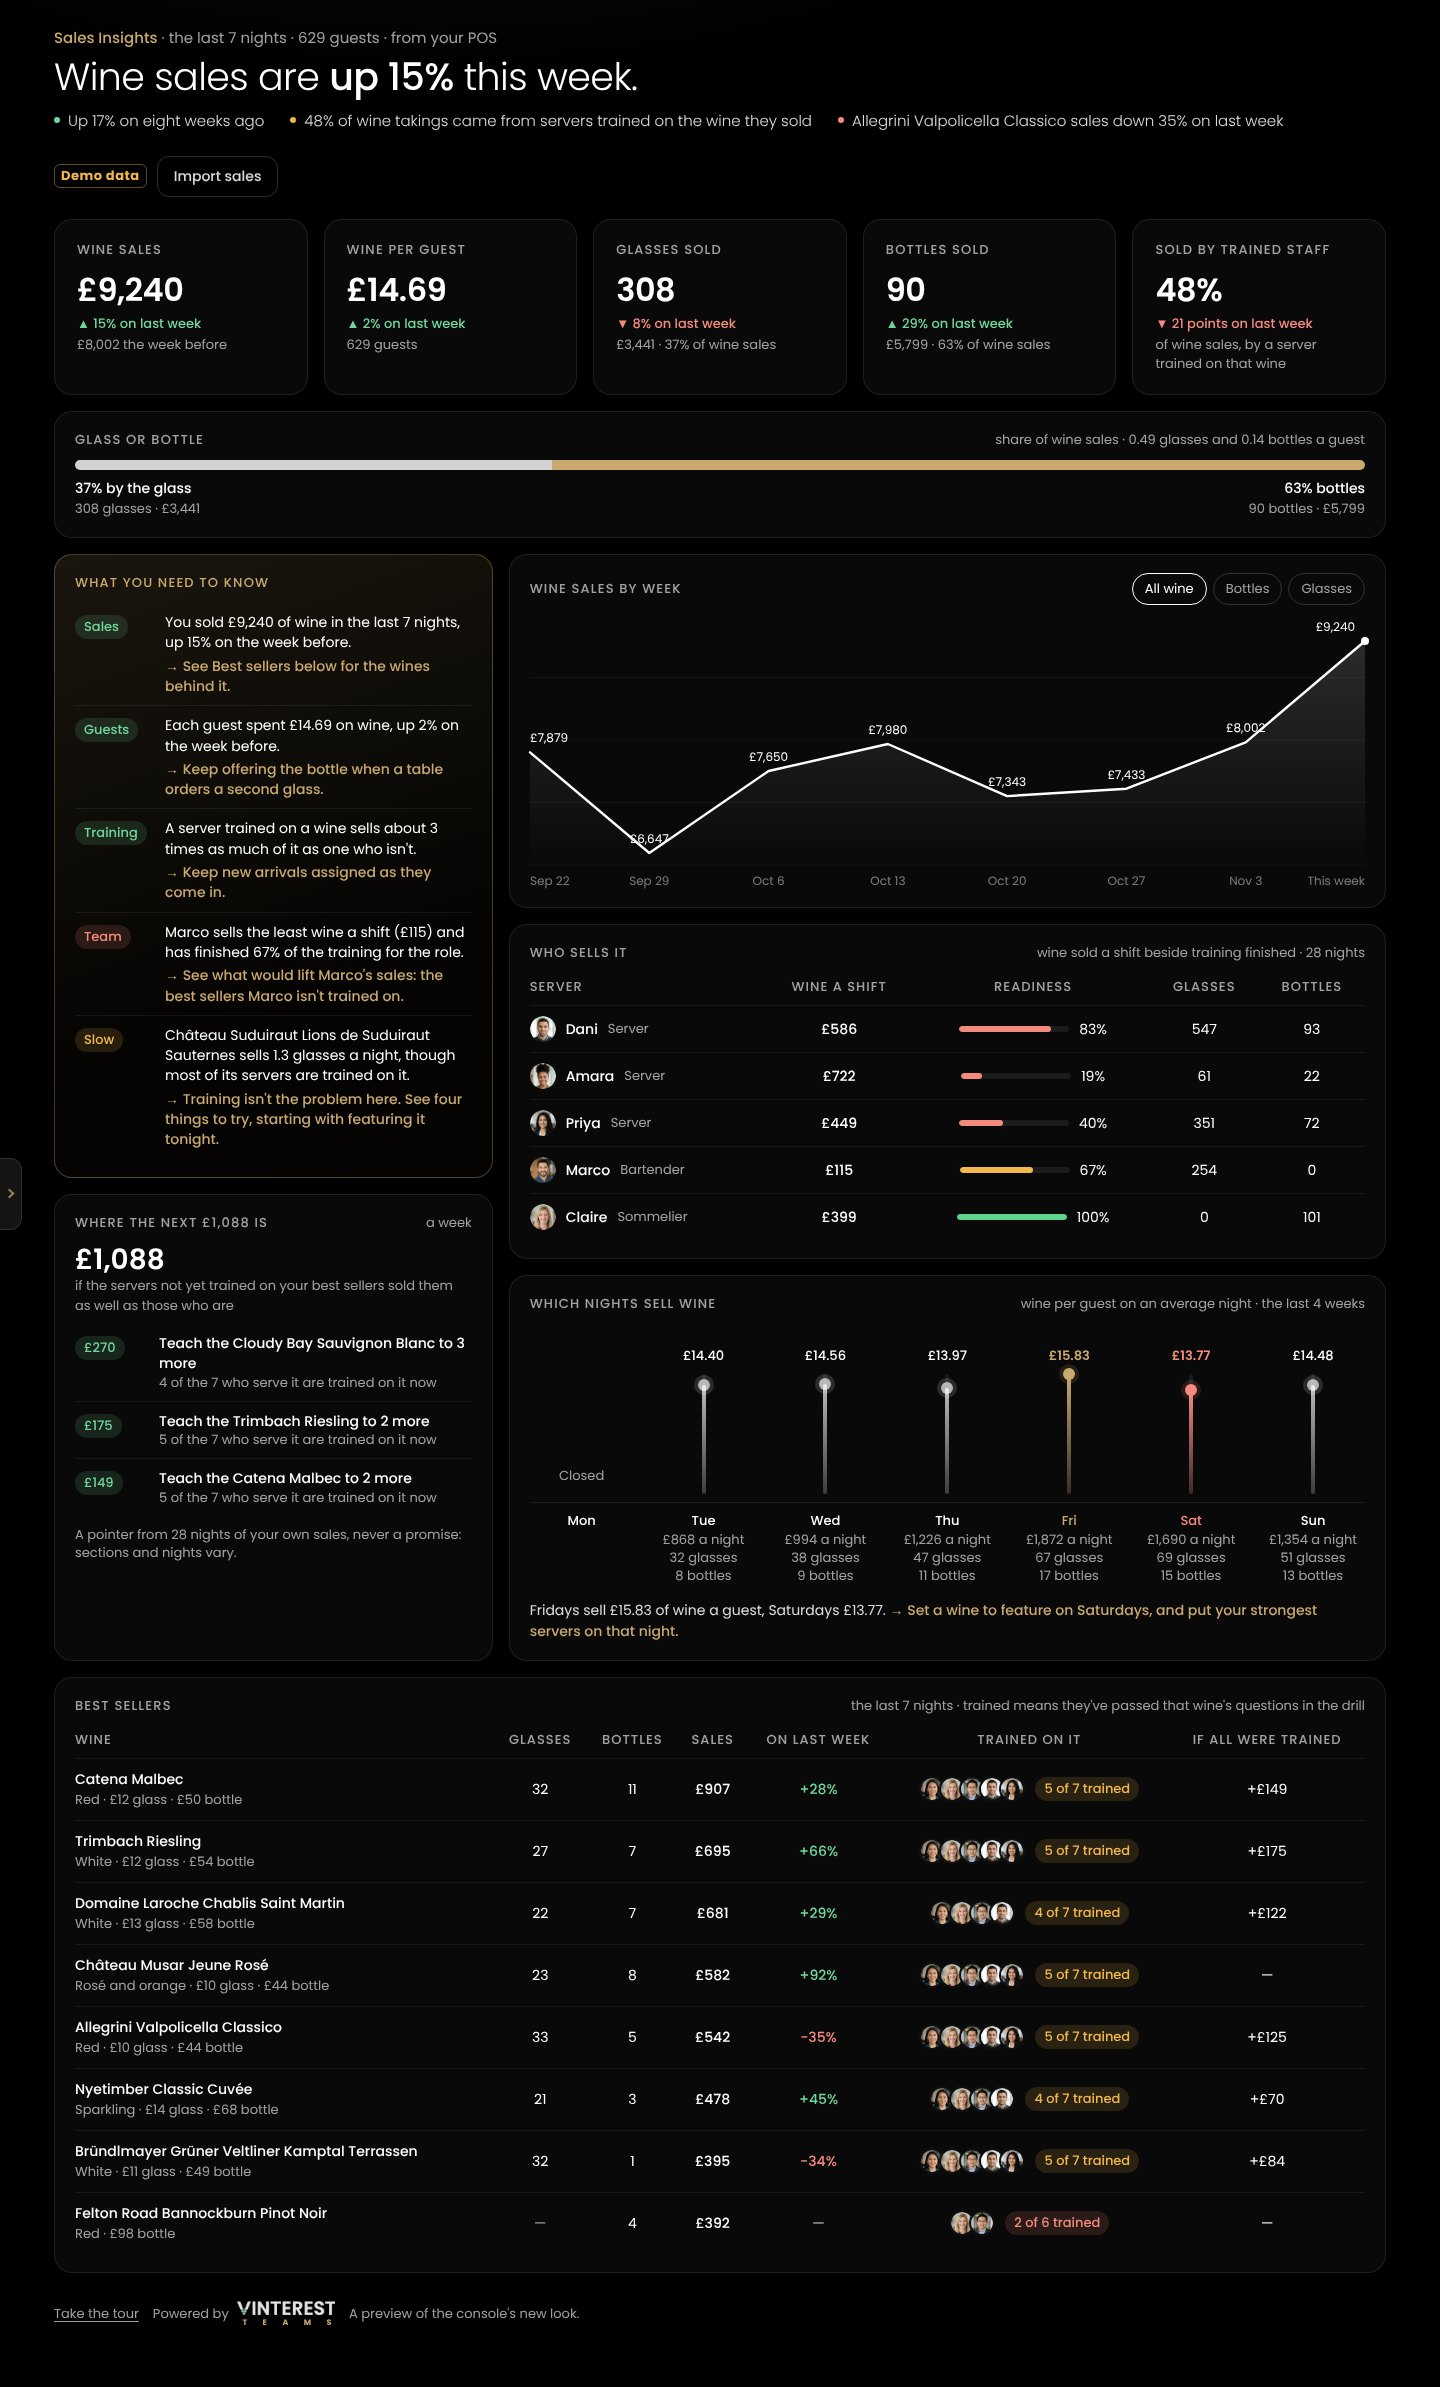 Sales Insights · the last 7 nights · 629 guests · from your POS
Wine sales are up 15% this week.
Up 17% on eight weeks ago
48% of wine takings came from servers trained on the wine they sold
Allegrini Valpolicella Classico sales down 35% on last week
Demo data
Import sales
WINE SALES
£9,240
▲ 15% on last week
£8,002 the week before
WINE PER GUEST
£14.69
▲ 2% on last week
629 guests
GLASSES SOLD
308
▼ 8% on last week
£3,441 · 37% of wine sales
BOTTLES SOLD
90
▲ 29% on last week
£5,799 · 63% of wine sales
SOLD BY TRAINED STAFF
48%
▼ 21 points on last week
of wine sales, by a server
trained on that wine
GLASS OR BOTTLE
share of wine sales · 0.49 glasses and 0.14 bottles a guest
37% by the glass
308 glasses · £3,441
63% bottles
90 bottles · £5,799
WHAT YOU NEED TO KNOW
Sales
You sold £9,240 of wine in the last 7 nights,
up 15% on the week before.
→ See Best sellers below for the wines
behind it.
Guests
Each guest spent £14.69 on wine, up 2% on
the week before.
→ Keep offering the bottle when a table
orders a second glass.
Training
A server trained on a wine sells about 3
times as much of it as one who isn't.
→ Keep new arrivals assigned as they
come in.
Team
Marco sells the least wine a shift (£115) and
has finished 67% of the training for the role.
→ See what would lift Marco's sales: the
best sellers Marco isn't trained on.
Slow
Château Suduiraut Lions de Suduiraut
Sauternes sells 1.3 glasses a night, though
most of its servers are trained on it.
→ Training isn't the problem here. See four
things to try, starting with featuring it
tonight.
WINE SALES BY WEEK
All wine
Bottles
Glasses
£7,879
£6,647
£7,650
£7,980
£7,343
£7,433
£8,002
£9,240
Sep 22
Sep 29
Oct 6
Oct 13
Oct 20
Oct 27
Nov 3
This week
WHO SELLS IT
wine sold a shift beside training finished · 28 nights
SERVER WINE A SHIFT READINESS GLASSES BOTTLES
Dani Server £586 83% 547 93
Amara Server £722 19% 61 22
Priya Server £449 40% 351 72
Marco Bartender £115 67% 254 0
Claire Sommelier £399 100% 0 101
WHERE THE NEXT £1,088 IS
a week
£1,088
if the servers not yet trained on your best sellers sold them
as well as those who are
£270
Teach the Cloudy Bay Sauvignon Blanc to 3
more
4 of the 7 who serve it are trained on it now
£175
Teach the Trimbach Riesling to 2 more
5 of the 7 who serve it are trained on it now
£149
Teach the Catena Malbec to 2 more
5 of the 7 who serve it are trained on it now
A pointer from 28 nights of your own sales, never a promise:
sections and nights vary.
WHICH NIGHTS SELL WINE
wine per guest on an average night · the last 4 weeks
£14.40 £14.56 £13.97 £15.83 £13.77 £14.48
Closed
Mon Tue Wed Thu Fri Sat Sun
£868 a night £994 a night £1,226 a night £1,872 a night £1,690 a night £1,354 a night
32 glasses 38 glasses 47 glasses 67 glasses 69 glasses 51 glasses
8 bottles 9 bottles 11 bottles 17 bottles 15 bottles 13 bottles
Fridays sell £15.83 of wine a guest, Saturdays £13.77. → Set a wine to feature on Saturdays, and put your strongest
servers on that night.
BEST SELLERS
the last 7 nights · trained means they've passed that wine's questions in the drill
WINE GLASSES BOTTLES SALES ON LAST WEEK TRAINED ON IT IF ALL WERE TRAINED
Catena Malbec
Red · £12 glass · £50 bottle
32 11 £907 +28% 5 of 7 trained +£149
Trimbach Riesling
White · £12 glass · £54 bottle
27 7 £695 +66% 5 of 7 trained +£175
Domaine Laroche Chablis Saint Martin
White · £13 glass · £58 bottle
22 7 £681 +29% 4 of 7 trained +£122
Château Musar Jeune Rosé
Rosé and orange · £10 glass · £44 bottle
23 8 £582 +92% 5 of 7 trained —
Allegrini Valpolicella Classico
Red · £10 glass · £44 bottle
33 5 £542 -35% 5 of 7 trained +£125
Nyetimber Classic Cuvée
Sparkling · £14 glass · £68 bottle
21 3 £478 +45% 4 of 7 trained +£70
Bründlmayer Grüner Veltliner Kamptal Terrassen
White · £11 glass · £49 bottle
32 1 £395 -34% 5 of 7 trained +£84
Felton Road Bannockburn Pinot Noir
Red · £98 bottle
— 4 £392 — 2 of 6 trained —
Take the tour
Powered by VINTEREST TEAMS
A preview of the console's new look.